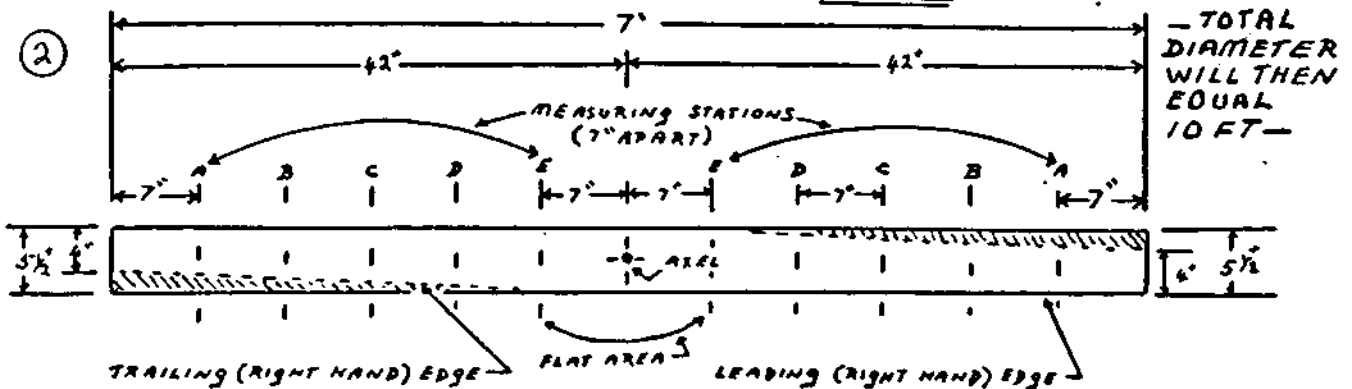 ②
7'
42"
42"
— TOTAL
DIAMETER
WILL THEN
EQUAL
10 FT —
MEASURING STATIONS
(7" APART)
A
B
C
D
E
E
D
C
B
A
7"
7"
7"
7"
7"
5½"
4"
AXEL
4"
5½"
TRAILING (RIGHT HAND) EDGE
FLAT AREA
LEADING (RIGHT HAND) EDGE